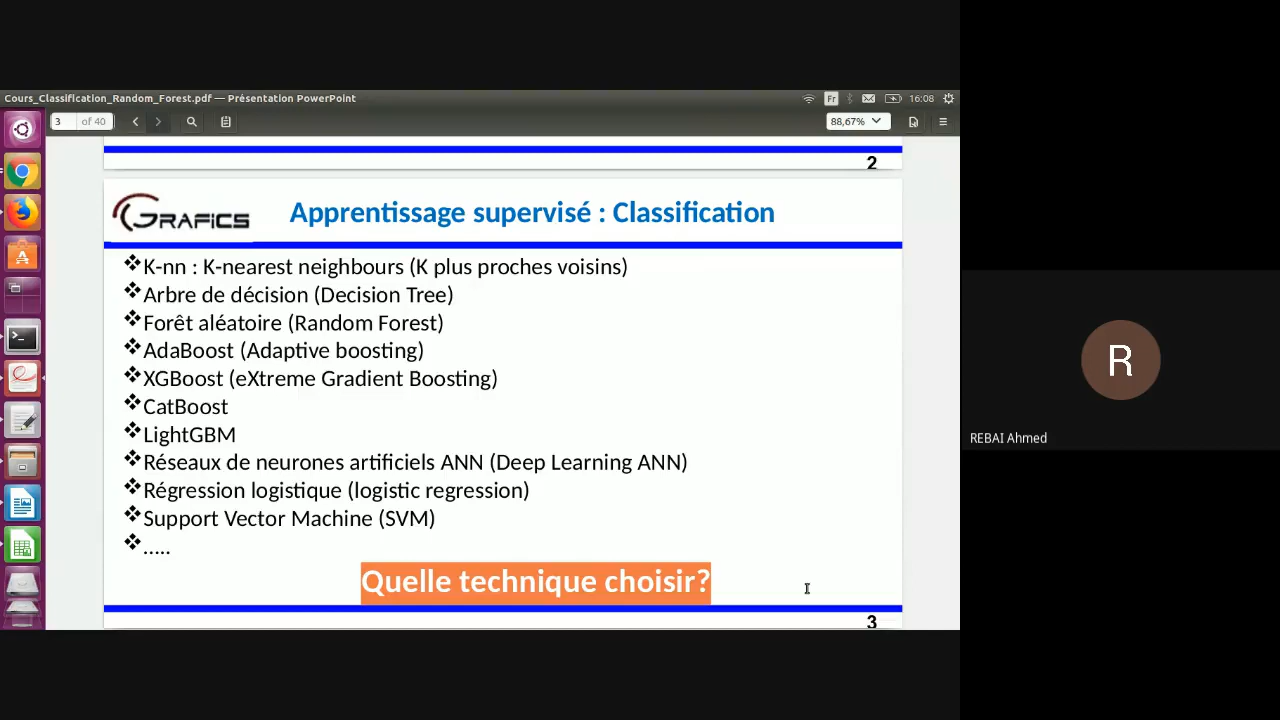 Cours_Classification_Random_Forest.pdf — Présentation PowerPoint
Fr
16:08
3 of 40
88,67%
2
GRAFICS
Apprentissage supervisé : Classification
❖K-nn : K-nearest neighbours (K plus proches voisins)
❖Arbre de décision (Decision Tree)
❖Forêt aléatoire (Random Forest)
❖AdaBoost (Adaptive boosting)
❖XGBoost (eXtreme Gradient Boosting)
❖CatBoost
❖LightGBM
❖Réseaux de neurones artificiels ANN (Deep Learning ANN)
❖Régression logistique (logistic regression)
❖Support Vector Machine (SVM)
❖.....
Quelle technique choisir?
3
R
REBAI Ahmed